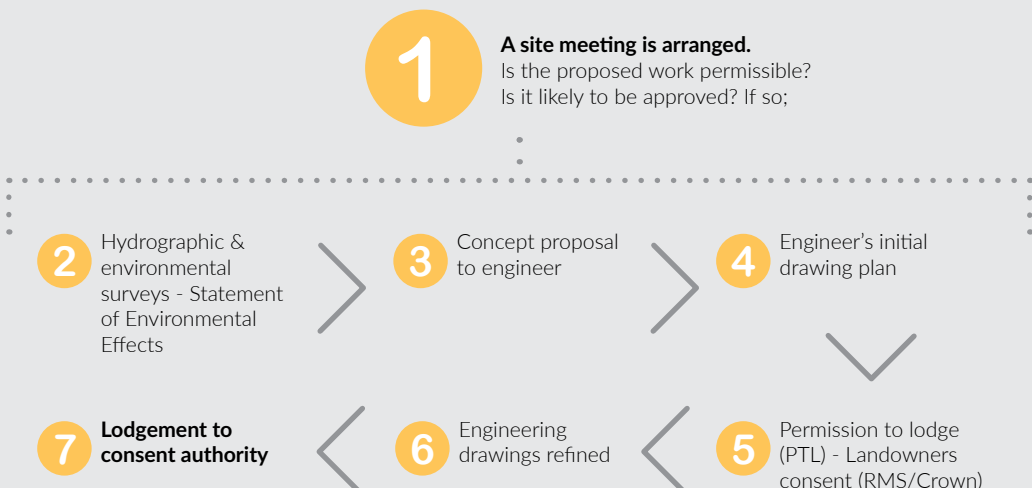 1
A site meeting is arranged.
Is the proposed work permissible?
Is it likely to be approved? If so;
2
Hydrographic &
environmental
surveys - Statement
of Environmental
Effects
3
Concept proposal
to engineer
4
Engineer's initial
drawing plan
5
Permission to lodge
(PTL) - Landowners
consent (RMS/Crown)
6
Engineering
drawings refined
7
Lodgement to
consent authority